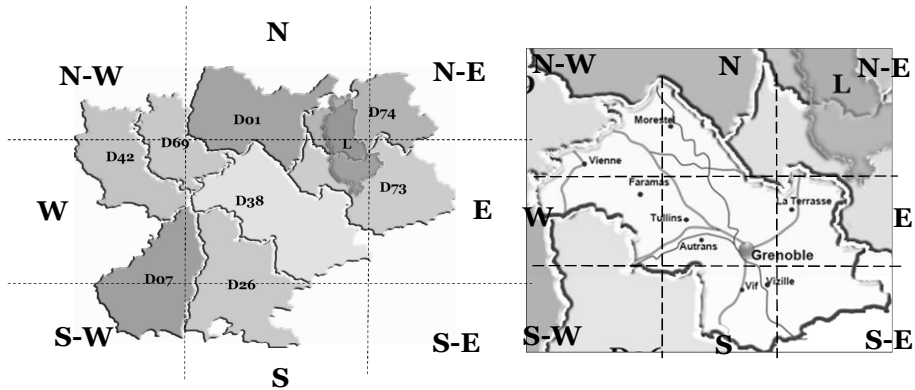 N
N-W
N-E
D74
D01
L
D42
D69
D73
D38
W
E
D07
D26
S-W
S-E
S
N-W
N
N-E
L
Morestel
Vienne
Faramas
La Terrasse
W
E
Tullins
Autrans
Grenoble
Vif
Vizille
S-W
S
S-E